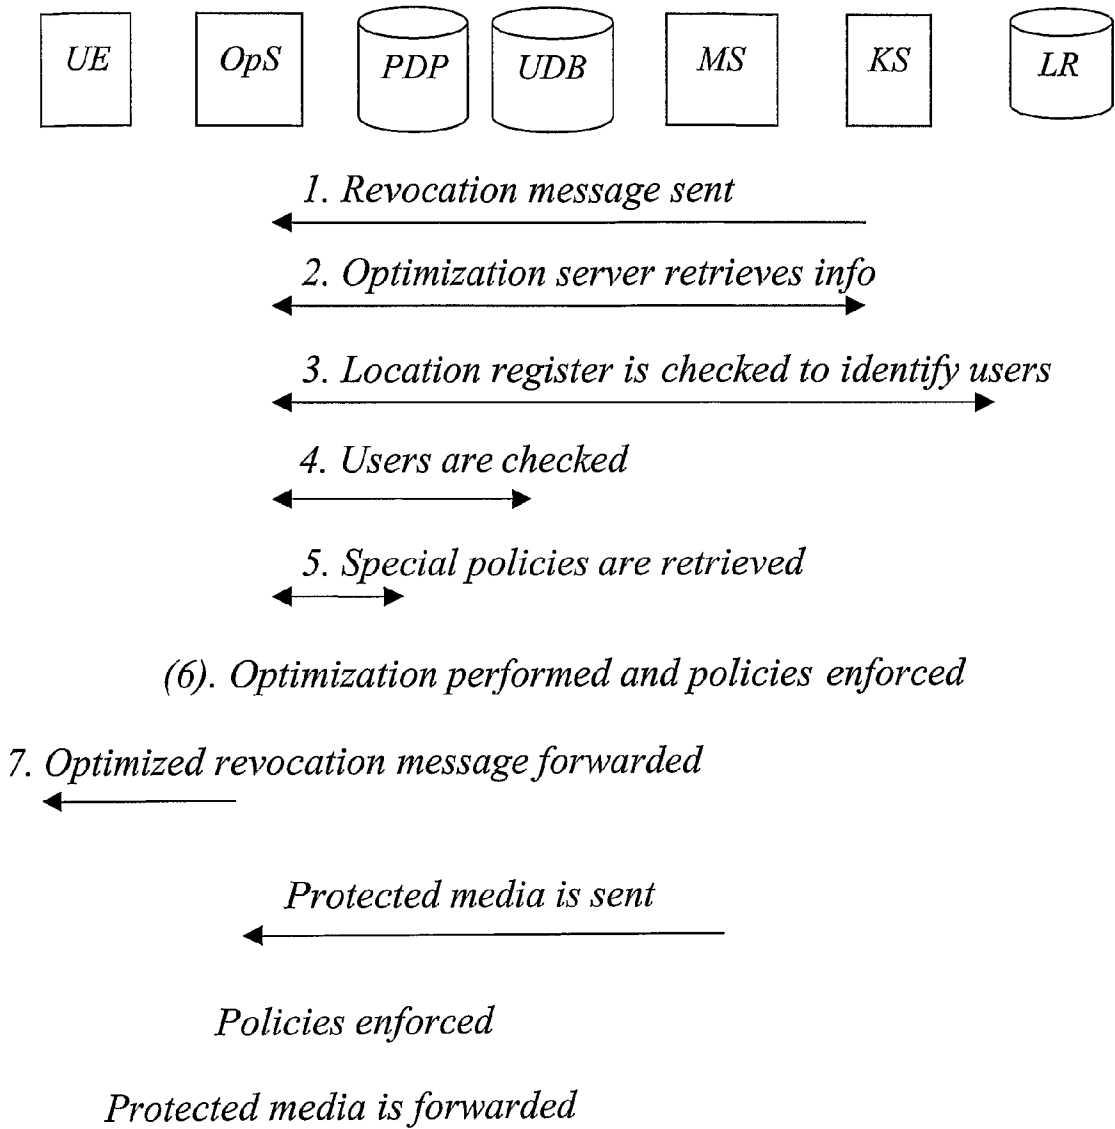 UE OpS PDP UDB MS KS LR
1. Revocation message sent
2. Optimization server retrieves info
3. Location register is checked to identify users
4. Users are checked
5. Special policies are retrieved
(6). Optimization performed and policies enforced
7. Optimized revocation message forwarded
Protected media is sent
Policies enforced
Protected media is forwarded